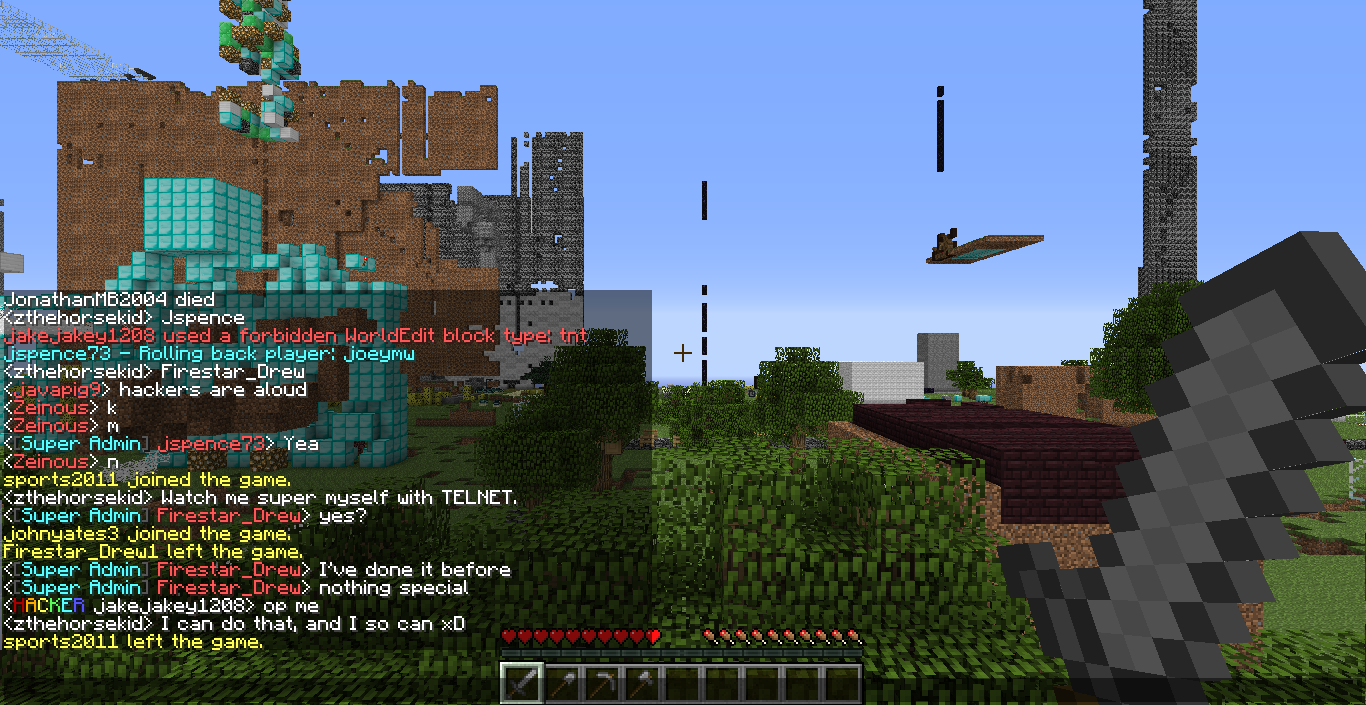 JonathanMB2004 died
<zthehorsekid> Jspence
jakejakey1208 used a forbidden WorldEdit block type: tnt
jspence73 - Rolling back player: joeymw
<zthehorsekid> Firestar_Drew
<javapig9> hackers are aloud
<Zeinous> k
<Zeinous> m
<[Super Admin] jspence73> Yea
<Zeinous> n
sports2011 joined the game.
<zthehorsekid> Watch me super myself with TELNET.
<[Super Admin] Firestar_Drew> yes?
johnyates3 joined the game.
Firestar_Drew1 left the game.
<[Super Admin] Firestar_Drew> I've done it before
<[Super Admin] Firestar_Drew> nothing special
<HACKER jakejakey1208> op me
<zthehorsekid> I can do that, and I so can xD
sports2011 left the game.